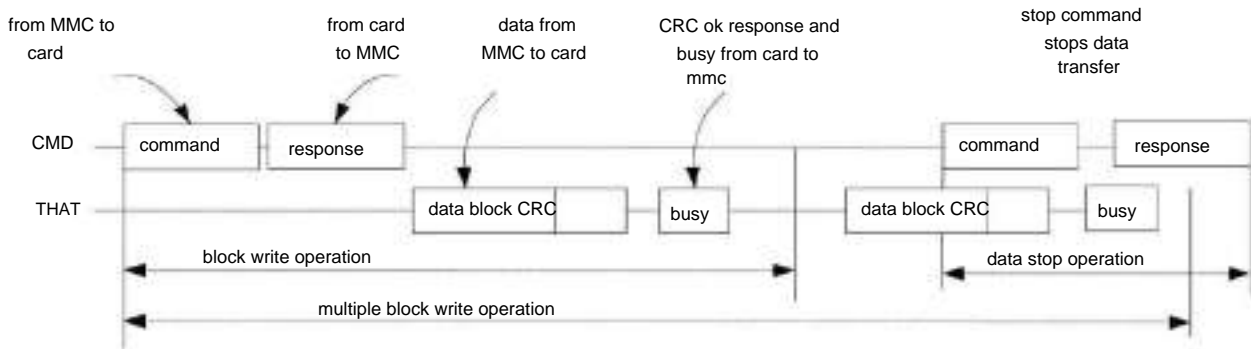 from MMC to
card
from card
to MMC
data from
MMC to card
CRC ok response and
busy from card to
mmc
stop command
stops data
transfer
CMD
command
response
command
response
THAT
data block CRC
busy
data block CRC
busy
block write operation
data stop operation
multiple block write operation